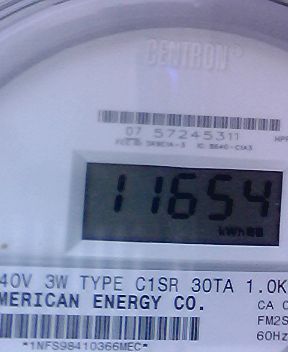 CENTRON®
07 57245311
11654
kWh
40V 3W TYPE C1SR 30TA 1.0K
MERICAN ENERGY CO.
CA
FM2S
60Hz
*1NFS98410366MEC*